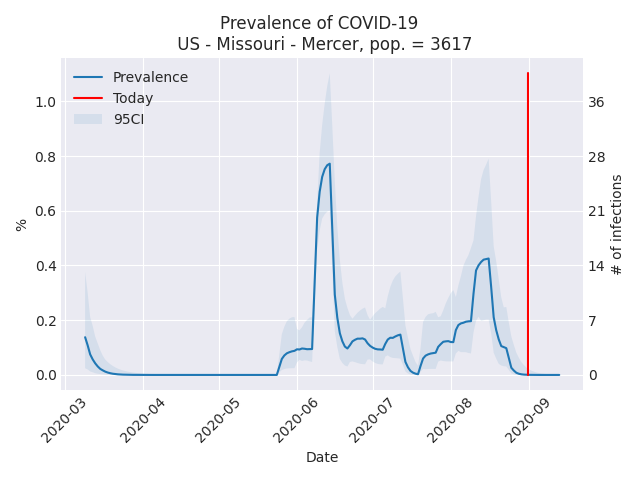 Prevalence of COVID-19
US - Missouri - Mercer, pop. = 3617
Prevalence
Today
95CI
1.0
0.8
0.6
0.4
0.2
0.0
%
36
28
21
14
7
0
# of infections
2020-03
2020-04
2020-05
2020-06
2020-07
2020-08
2020-09
Date